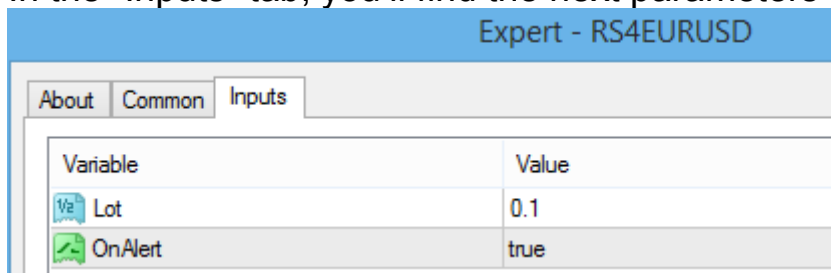 In the "Inputs" tab, you'll find the next parameters
Expert - RS4EURUSD
About Common Inputs
Variable Value
Lot 0.1
OnAlert true